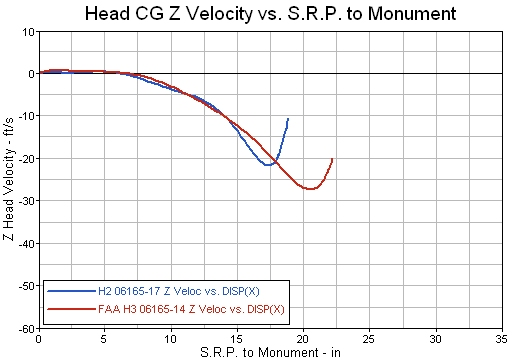 Head CG Z Velocity vs. S.R.P. to Monument
10
0
-10
-20
-30
-40
-50
-60
Z Head Velocity - ft/s
H2 06165-17 Z Veloc vs. DISP(X)
FAA H3 06165-14 Z Veloc vs. DISP(X)
0 5 10 15 20 25 30 35
S.R.P. to Monument - in